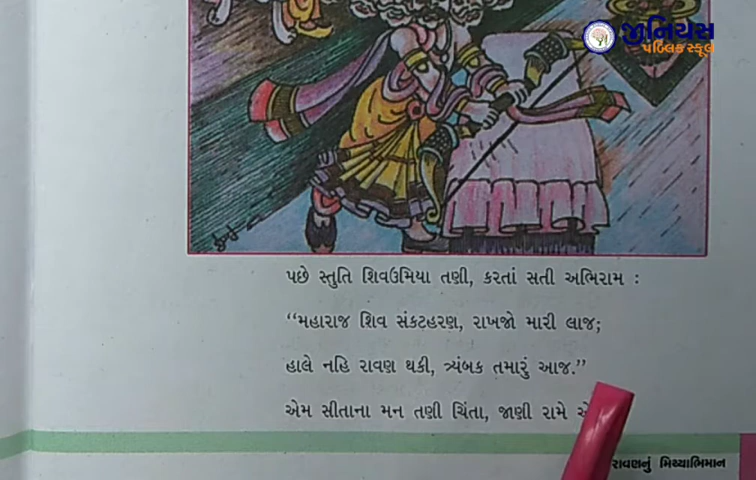 જીનિયસ
પબ્લિક સ્કૂલ
પછે સ્તુતિ શિવઉમિયા તણી, કરતાં સતી અભિરામ :
“મહારાજ શિવ સંકટહરણ, રાખજો મારી લાજ;
હાલે નહિ રાવણ થકી, ત્ર્યંબક તમારું આજ.”
એમ સીતાના મન તણી ચિંતા, જાણી રામે
રાવણનું મિથ્યાભિમાન